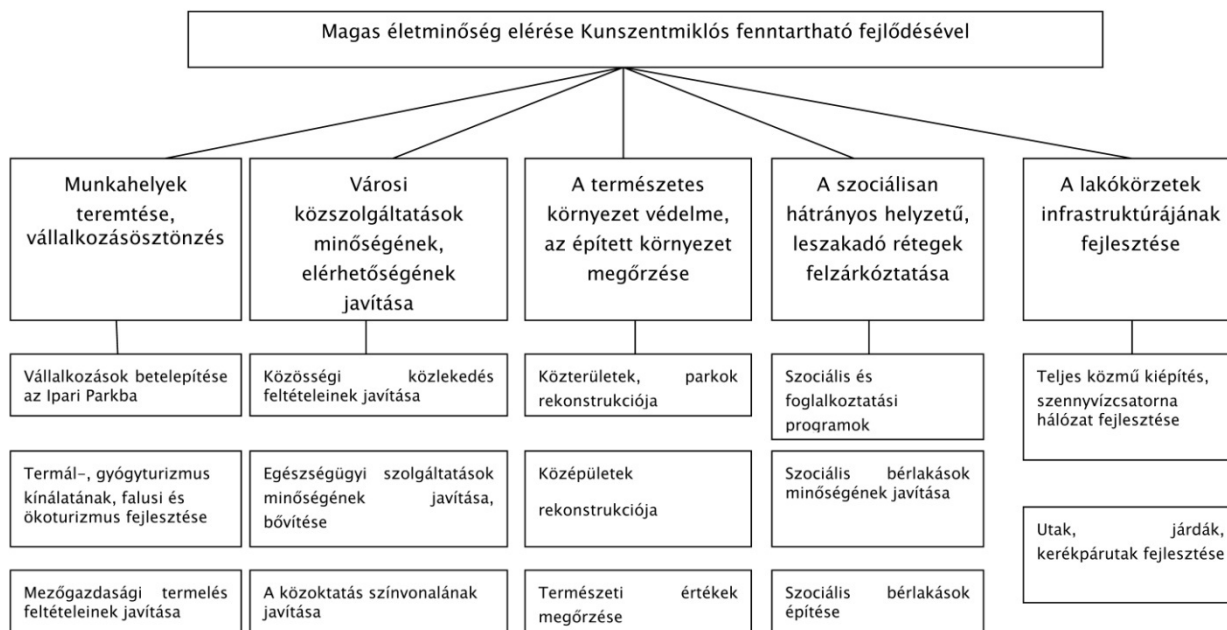 Magas életminőség elérése Kunszentmiklós fenntartható fejlődésével
Munkahelyek
teremtése,
vállalkozásösztönzés
Városi
közszolgáltatások
minőségének,
elérhetőségének
javítása
A természetes
környezet védelme,
az épített környezet
megőrzése
A szociálisan
hátrányos helyzetű,
leszakadó rétegek
felzárkóztatása
A lakókörzetek
infrastruktúrájának
fejlesztése
Vállalkozások betelepítése
az Ipari Parkba
Közösségi közlekedés
feltételeinek javítása
Közterületek, parkok
rekonstrukciója
Szociális és
foglalkoztatási
programok
Teljes közmű kiépítés,
szennyvízcsatorna
hálózat fejlesztése
Termál-, gyógyturizmus
kínálatának, falusi és
ökoturizmus fejlesztése
Egészségügyi szolgáltatások
minőségének javítása,
bővítése
Középületek
rekonstrukciója
Szociális bérlakások
minőségének javítása
Utak, járdák,
kerékpárutak fejlesztése
Mezőgazdasági termelés
feltételeinek javítása
A közoktatás színvonalának
javítása
Természeti értékek
megőrzése
Szociális bérlakások
építése